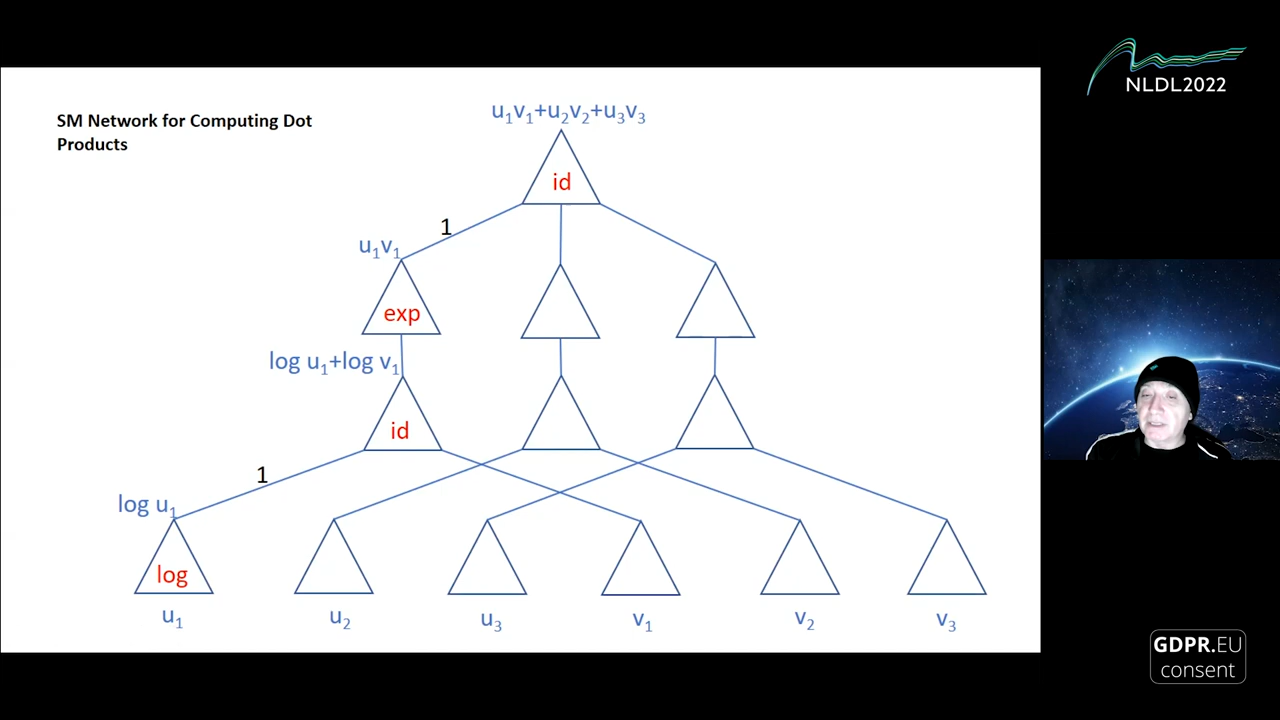 NLDL2022
SM Network for Computing Dot
Products
u₁v₁+u₂v₂+u₃v₃
id
1
u₁v₁
exp
log u₁+log v₁
id
1
log u₁
log
u₁ u₂ u₃ v₁ v₂ v₃
GDPR.EU
consent